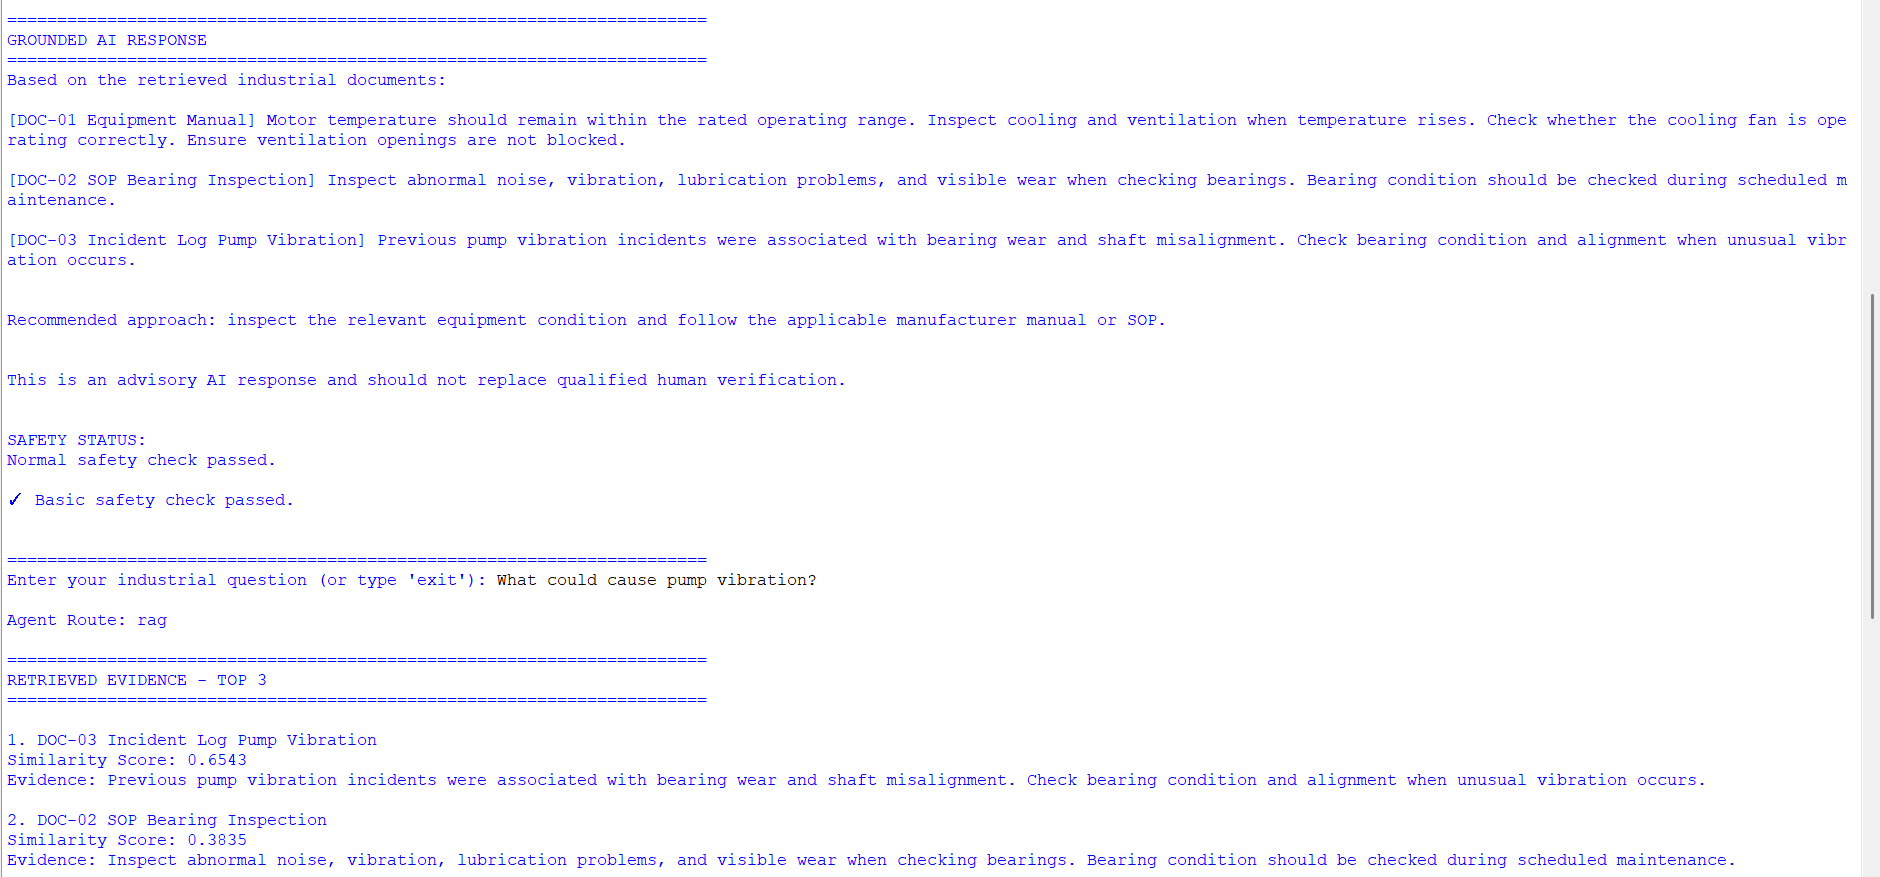 ======================================================================
GROUNDED AI RESPONSE
======================================================================
Based on the retrieved industrial documents:
[DOC-01 Equipment Manual] Motor temperature should remain within the rated operating range. Inspect cooling and ventilation when temperature rises. Check whether the cooling fan is ope
rating correctly. Ensure ventilation openings are not blocked.
[DOC-02 SOP Bearing Inspection] Inspect abnormal noise, vibration, lubrication problems, and visible wear when checking bearings. Bearing condition should be checked during scheduled m
aintenance.
[DOC-03 Incident Log Pump Vibration] Previous pump vibration incidents were associated with bearing wear and shaft misalignment. Check bearing condition and alignment when unusual vibr
ation occurs.
Recommended approach: inspect the relevant equipment condition and follow the applicable manufacturer manual or SOP.
This is an advisory AI response and should not replace qualified human verification.
SAFETY STATUS:
Normal safety check passed.
✓ Basic safety check passed.
======================================================================
Enter your industrial question (or type 'exit'): What could cause pump vibration?
Agent Route: rag
======================================================================
RETRIEVED EVIDENCE - TOP 3
======================================================================
1. DOC-03 Incident Log Pump Vibration
Similarity Score: 0.6543
Evidence: Previous pump vibration incidents were associated with bearing wear and shaft misalignment. Check bearing condition and alignment when unusual vibration occurs.
2. DOC-02 SOP Bearing Inspection
Similarity Score: 0.3835
Evidence: Inspect abnormal noise, vibration, lubrication problems, and visible wear when checking bearings. Bearing condition should be checked during scheduled maintenance.